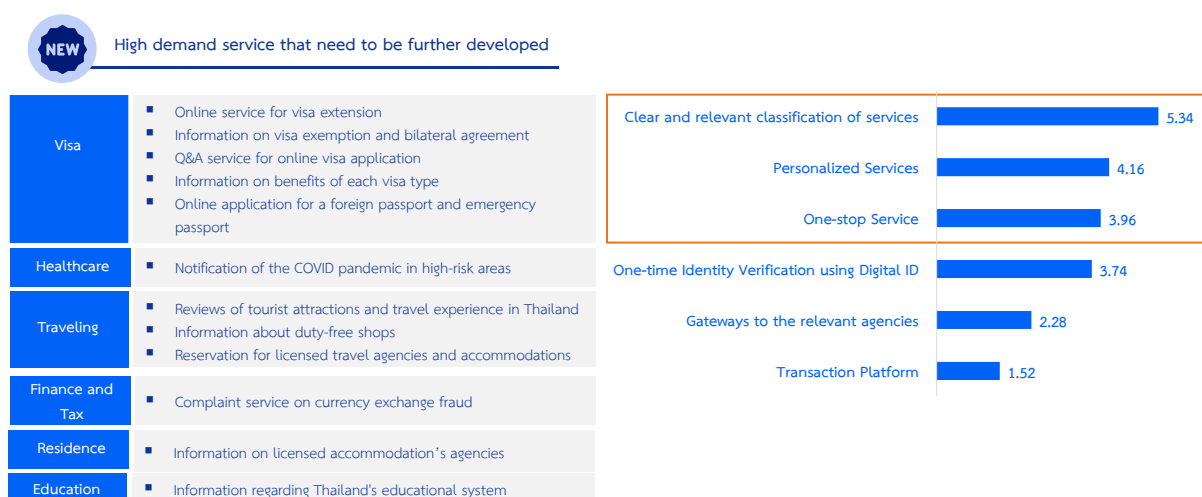 NEW
High demand service that need to be further developed
Visa
Online service for visa extension
Information on visa exemption and bilateral agreement
Q&A service for online visa application
Information on benefits of each visa type
Online application for a foreign passport and emergency
passport
Healthcare
Notification of the COVID pandemic in high-risk areas
Traveling
Reviews of tourist attractions and travel experience in Thailand
Information about duty-free shops
Reservation for licensed travel agencies and accommodations
Finance and
Tax
Complaint service on currency exchange fraud
Residence
Information on licensed accommodation’s agencies
Education
Information regarding Thailand's educational system
Clear and relevant classification of services 5.34
Personalized Services 4.16
One-stop Service 3.96
One-time Identity Verification using Digital ID 3.74
Gateways to the relevant agencies 2.28
Transaction Platform 1.52